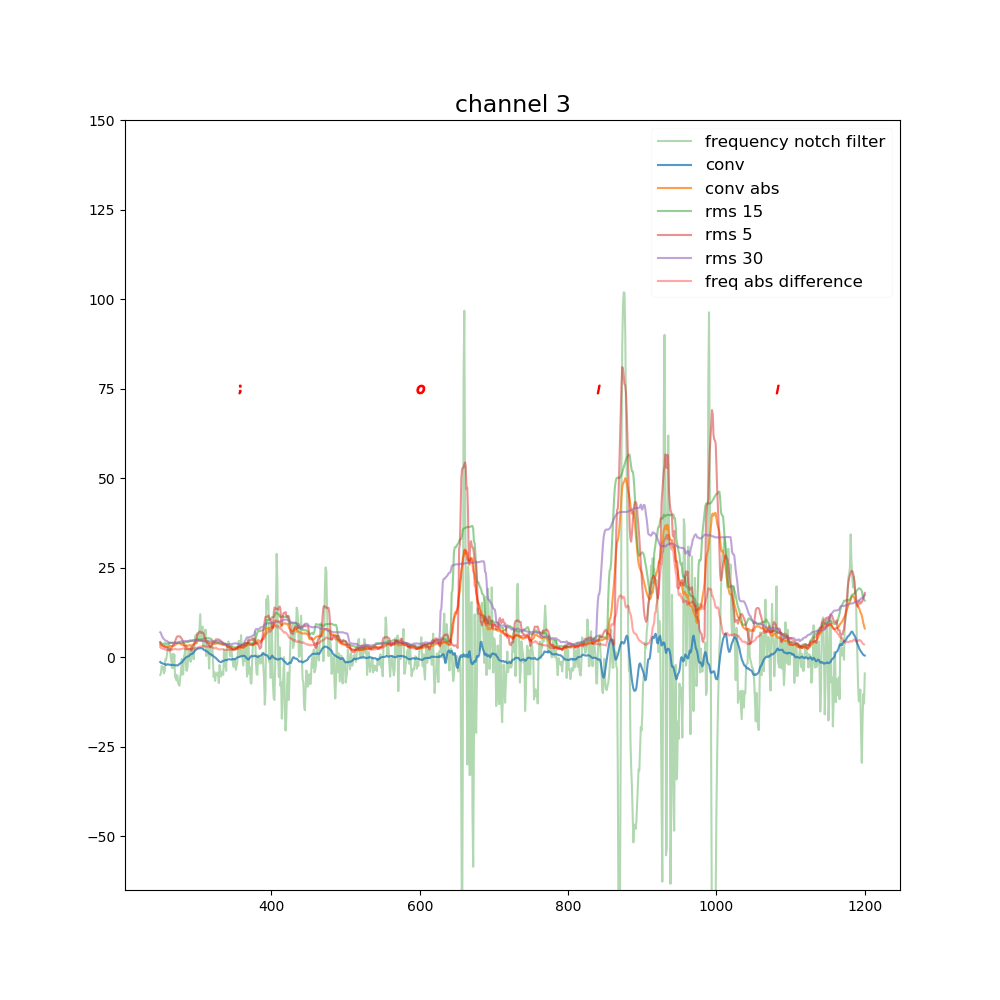 channel 3
150
125
100
75
50
25
0
−25
−50
frequency notch filter
conv
conv abs
rms 15
rms 5
rms 30
freq abs difference
; o
400 600 800 1000 1200